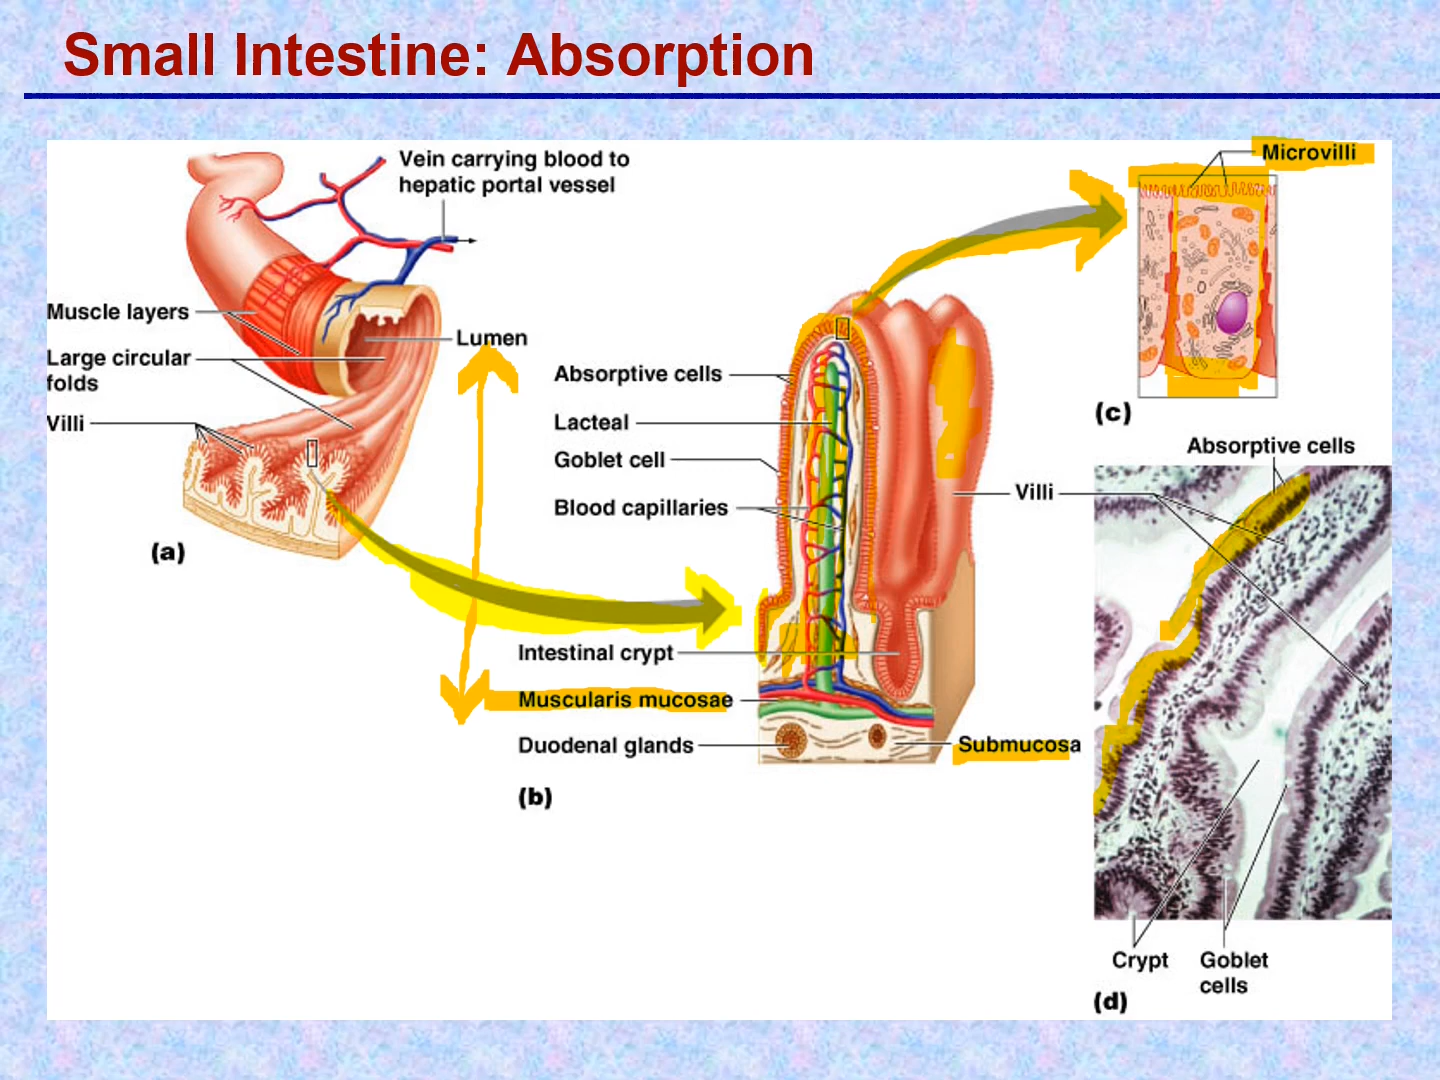 Small Intestine: Absorption
Vein carrying blood to
hepatic portal vessel
Muscle layers
Large circular
folds
Villi
Lumen
(a)
Absorptive cells
Lacteal
Goblet cell
Blood capillaries
Villi
Intestinal crypt
Muscularis mucosae
Duodenal glands
Submucosa
(b)
Microvilli
(c)
Absorptive cells
Crypt
Goblet
cells
(d)